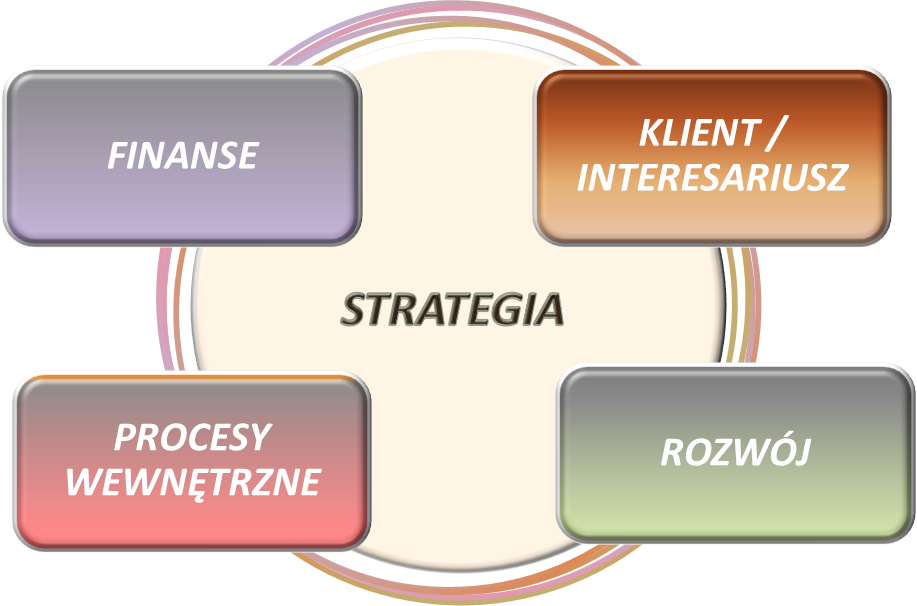 FINANSE
KLIENT /
INTERESARIUSZ
STRATEGIA
PROCESY
WEWNĘTRZNE
ROZWÓJ